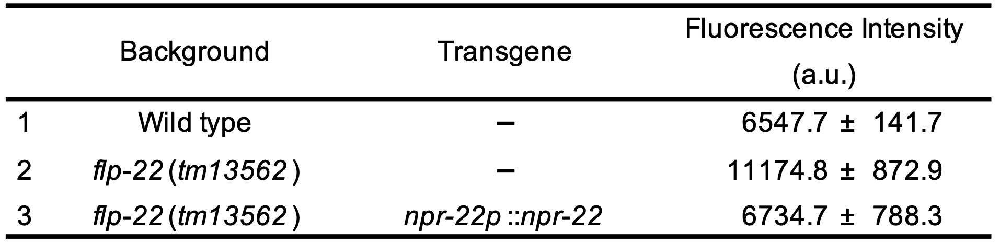 Background Transgene Fluorescence Intensity (a.u.)
1 Wild type – 6547.7 ± 141.7
2 flp-22 (tm13562) – 11174.8 ± 872.9
3 flp-22 (tm13562) npr-22p ::npr-22 6734.7 ± 788.3